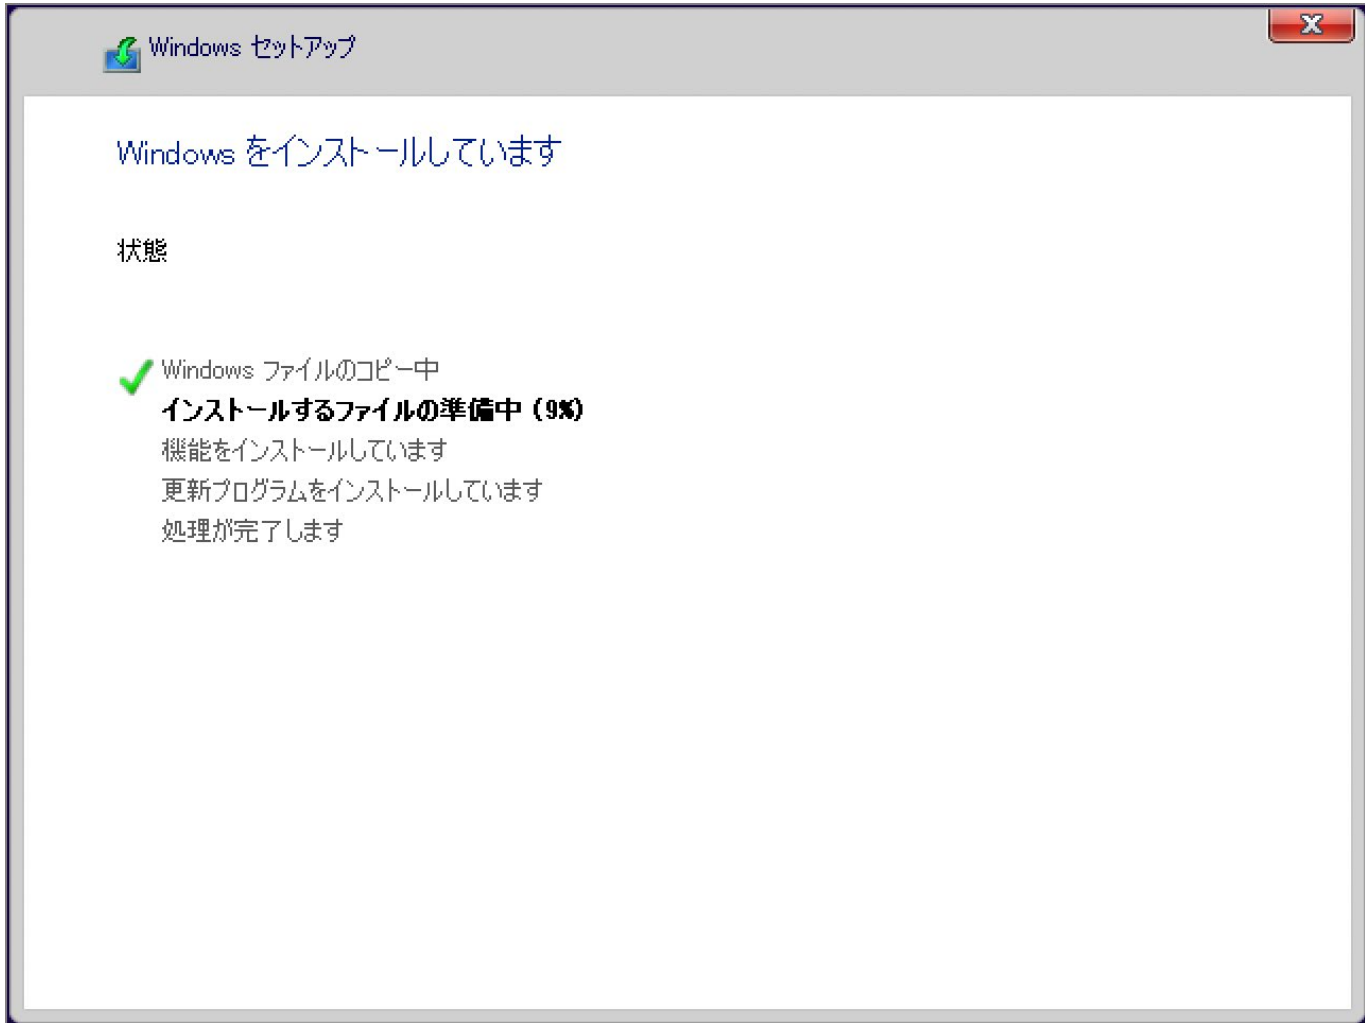 Windows セットアップ
Windows をインストールしています
状態
Windows ファイルのコピー中
インストールするファイルの準備中 (9%)
機能をインストールしています
更新プログラムをインストールしています
処理が完了します